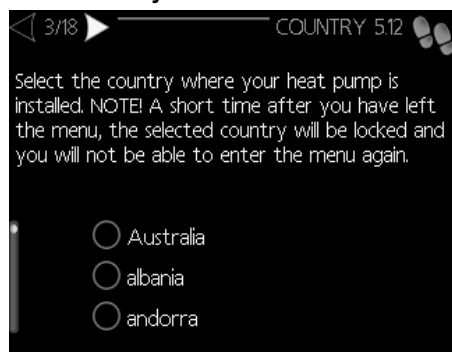 3/18 COUNTRY 5.12
Select the country where your heat pump is
installed. NOTE! A short time after you have left
the menu, the selected country will be locked and
you will not be able to enter the menu again.
Australia
albania
andorra